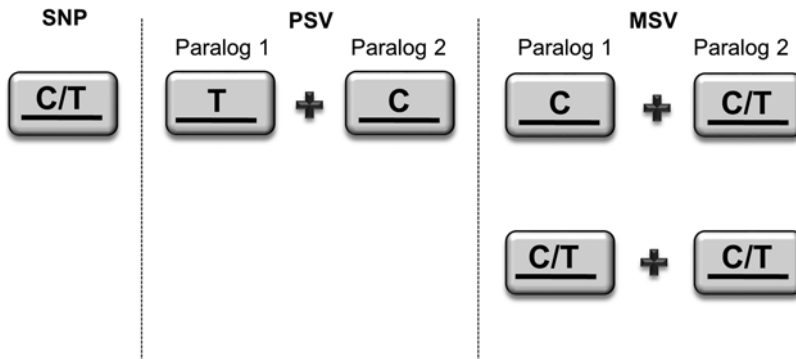 SNP PSV MSV
Paralog 1 Paralog 2 Paralog 1 Paralog 2
C/T T + C C + C/T
C/T + C/T